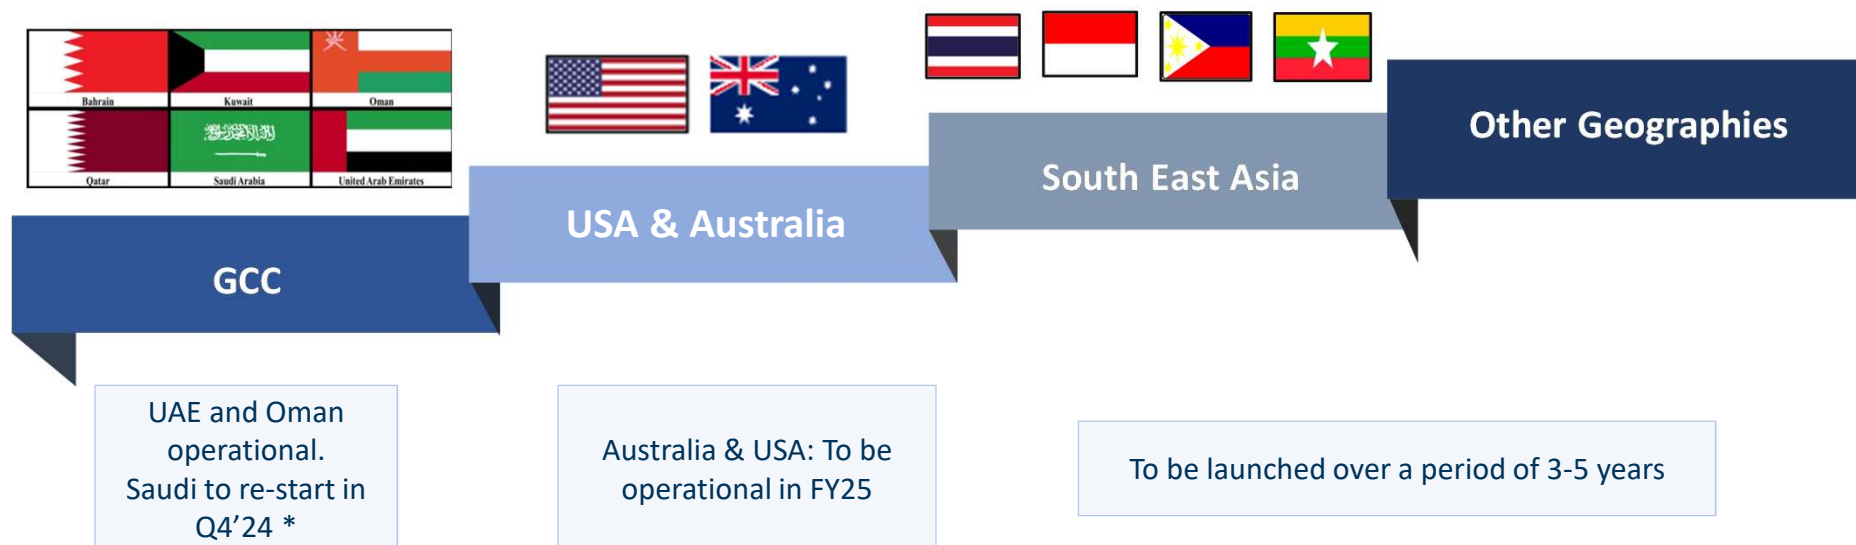 Bahrain
Kuwait
Oman
Qatar
Saudi Arabia
United Arab Emirates
GCC
USA & Australia
South East Asia
Other Geographies
UAE and Oman
operational.
Saudi to re-start in
Q4’24 *
Australia & USA: To be
operational in FY25
To be launched over a period of 3-5 years